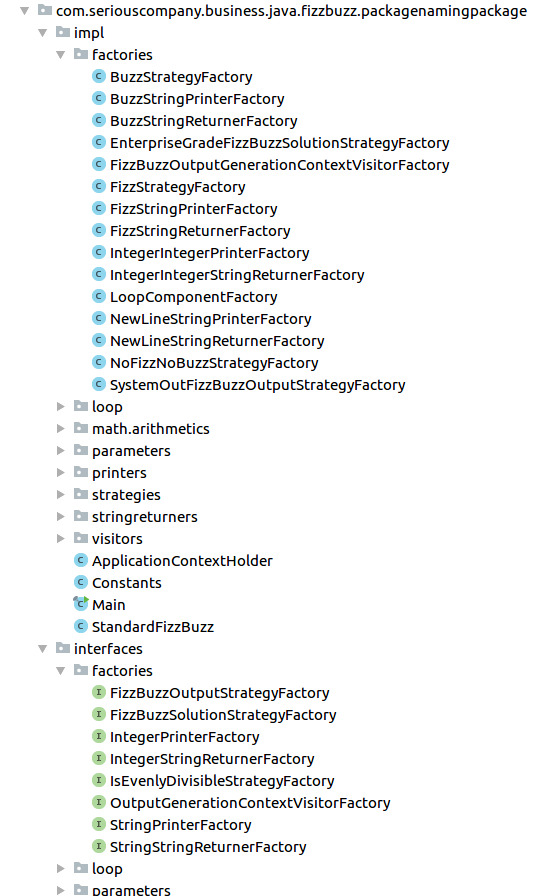 com.seriouscompany.business.java.fizzbuzz.packagenamingpackage
impl
factories
BuzzStrategyFactory
BuzzStringPrinterFactory
BuzzStringReturnerFactory
EnterpriseGradeFizzBuzzSolutionStrategyFactory
FizzBuzzOutputGenerationContextVisitorFactory
FizzStrategyFactory
FizzStringPrinterFactory
FizzStringReturnerFactory
IntegerIntegerPrinterFactory
IntegerIntegerStringReturnerFactory
LoopComponentFactory
NewLineStringPrinterFactory
NewLineStringReturnerFactory
NoFizzNoBuzzStrategyFactory
SystemOutFizzBuzzOutputStrategyFactory
loop
math.arithmetics
parameters
printers
strategies
stringreturners
visitors
ApplicationContextHolder
Constants
Main
StandardFizzBuzz
interfaces
factories
FizzBuzzOutputStrategyFactory
FizzBuzzSolutionStrategyFactory
IntegerPrinterFactory
IntegerStringReturnerFactory
IsEvenlyDivisibleStrategyFactory
OutputGenerationContextVisitorFactory
StringPrinterFactory
StringStringReturnerFactory
loop
parameters